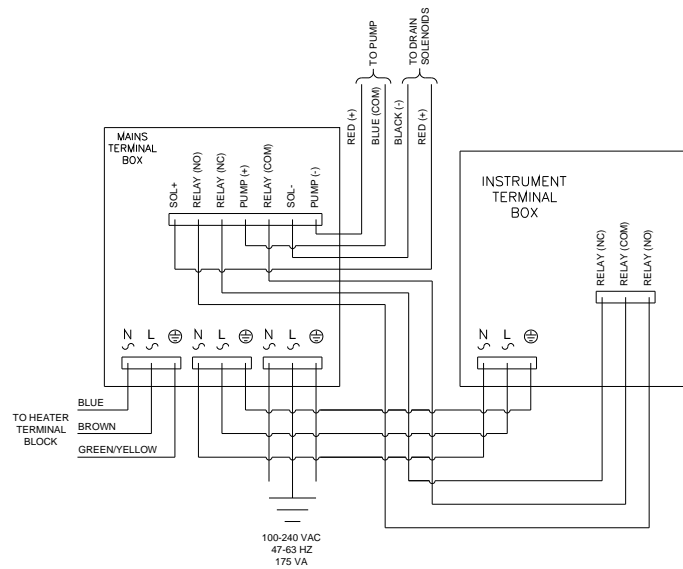 TO PUMP
TO DRAIN
SOLENOIDS
RED (+)
BLUE (COM)
BLACK (-)
RED (+)
MAINS
TERMINAL
BOX
SOL+
RELAY (NO)
RELAY (NC)
PUMP (+)
RELAY (COM)
SOL-
PUMP (-)
INSTRUMENT
TERMINAL
BOX
RELAY (NC)
RELAY (COM)
RELAY (NO)
N L
N L
N L
N L
BLUE
TO HEATER
TERMINAL
BLOCK
BROWN
GREEN/YELLOW
100-240 VAC
47-63 HZ
175 VA